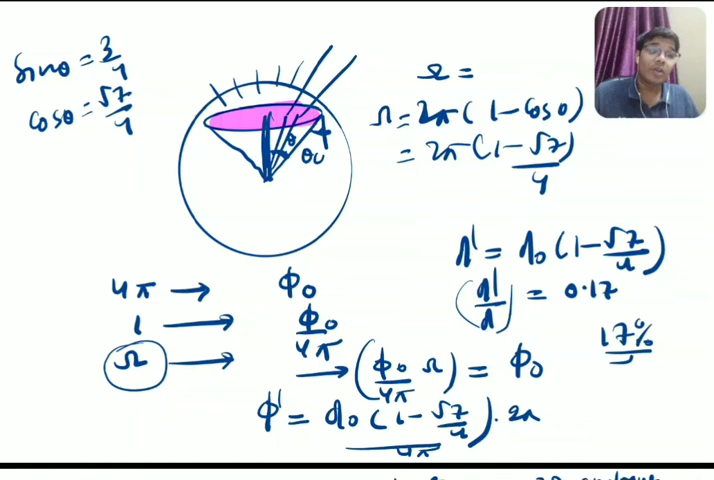 sinθ = 3/4
cosθ = √7/4
θ
θc
Ω =
Ω = 2π (1 - cosθ)
= 2π (1 - √7/4)
4π → ϕ₀
1 → ϕ₀/4π
Ω → (ϕ₀/4π Ω) = ϕ₀
ϕ' = ϕ₀ (1 - √7/4) · 2π / 4π
ϕ' = ϕ₀ (1 - √7/4)
(ϕ'/ϕ) = 0.17
17%